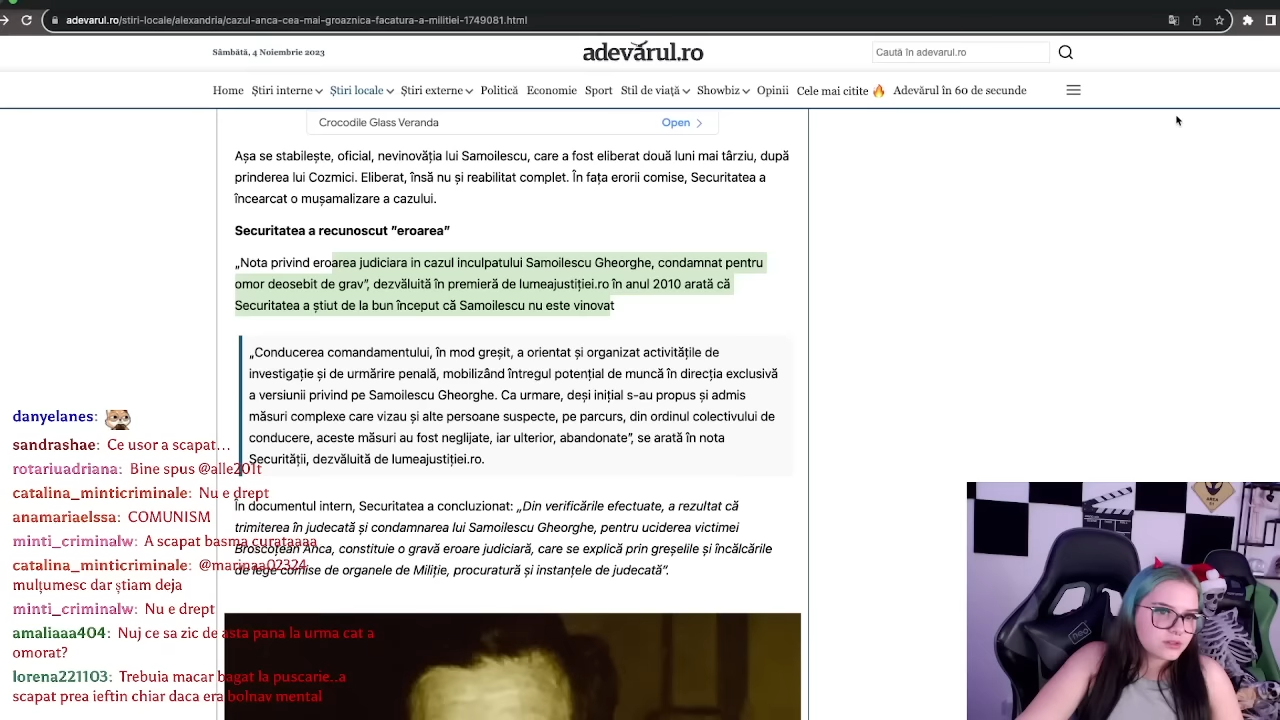 adevarul.ro/stiri-locale/alexandria/cazul-anca-cea-mai-groaznica-factura-a-militiei-1749081.html
Sâmbătă, 4 Noiembrie 2023
adevărul.ro
Caută în adevarul.ro
Home Știri interne Știri locale Știri externe Politică Economie Sport Stil de viață Showbiz Opinii Cele mai citite Adevărul în 60 de secunde
Crocodile Glass Veranda
Open
Așa se stabilește, oficial, nevinovăția lui Samoilescu, care a fost eliberat două luni mai târziu, după
prinderea lui Cozmici. Eliberat, însă nu și reabilitat complet. În fața erorii comise, Securitatea a
încearcat o mușamalizare a cazului.
Securitatea a recunoscut ”eroarea”
„Nota privind eroarea judiciara in cazul inculpatului Samoilescu Gheorghe, condamnat pentru
omor deosebit de grav”, dezvăluită în premieră de lumeajustiției.ro în anul 2010 arată că
Securitatea a știut de la bun început că Samoilescu nu este vinovat
„Conducerea comandamentului, în mod greșit, a orientat și organizat activitățile de
investigație și de urmărire penală, mobilizând întregul potențial de muncă în direcția exclusivă
a versiunii privind pe Samoilescu Gheorghe. Ca urmare, deși inițial s-au propus și admis
măsuri complexe care vizau și alte persoane suspecte, pe parcurs, din ordinul colectivului de
conducere, aceste măsuri au fost neglijate, iar ulterior, abandonate”, se arată în nota
Securității, dezvăluită de lumeajustiției.ro.
În documentul intern, Securitatea a concluzionat: „Din verificările efectuate, a rezultat că
trimiterea în judecată și condamnarea lui Samoilescu Gheorghe, pentru uciderea victimei
Broscoțean Anca, constituie o gravă eroare judiciară, care se explică prin greșelile și încălcările
de lege comise de organele de Miliție, procuratură și instanțele de judecată”.
danyelanes:
sandrashae: Ce usor a scapat...
rotariuadriana: Bine spus @alle201t
catalina_minticriminale: Nu e drept
anamariaelssa: COMUNISM
minti_criminalw: A scapat basma curataaaa
catalina_minticriminale: @marinaa02324
mulțumesc dar știam deja
minti_criminalw: Nu e drept
amaliaaa404: Nuj ce sa zic de asta pana la urma cat a
omorat?
lorena221103: Trebuia macar bagat la puscarie..a
scapat prea ieftin chiar daca era bolnav mental
neo